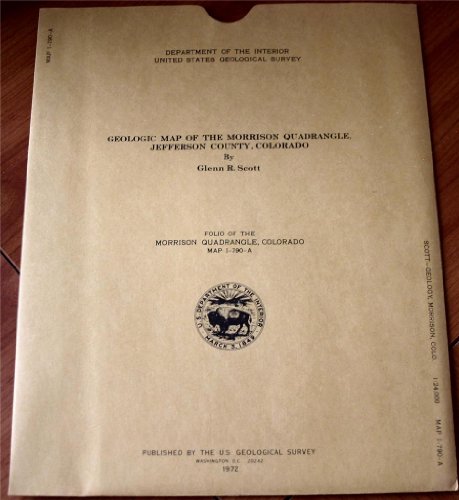 MAP I-790-A
DEPARTMENT OF THE INTERIOR
UNITED STATES GEOLOGICAL SURVEY
GEOLOGIC MAP OF THE MORRISON QUADRANGLE,
JEFFERSON COUNTY, COLORADO
By
Glenn R. Scott
FOLIO OF THE
MORRISON QUADRANGLE, COLORADO
MAP I-790-A
U.S. DEPARTMENT OF THE INTERIOR
MARCH 3, 1849
SCOTT—GEOLOGY, MORRISON, COLO. 1:24 000 MAP I-790-A
PUBLISHED BY THE U.S. GEOLOGICAL SURVEY
WASHINGTON D.C. 20242
1972